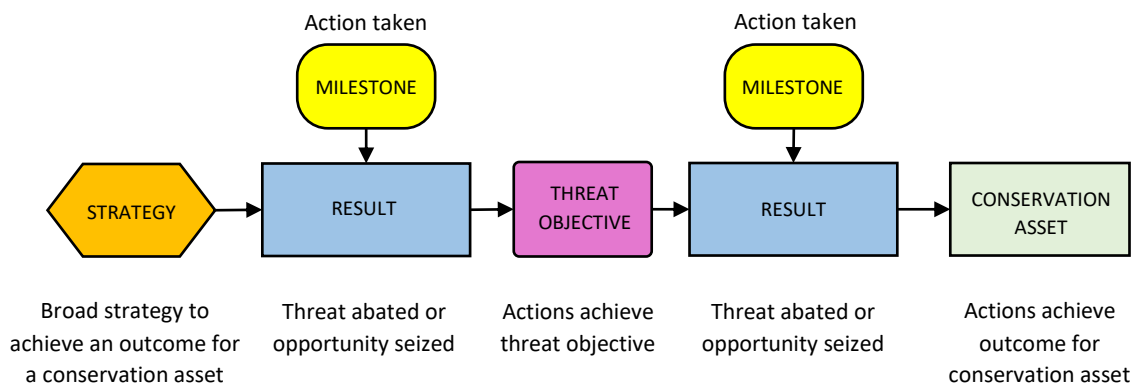 Action taken
Action taken
MILESTONE
MILESTONE
STRATEGY
RESULT
THREAT
OBJECTIVE
RESULT
CONSERVATION
ASSET
Broad strategy to
achieve an outcome for
a conservation asset
Threat abated or
opportunity seized
Actions achieve
threat objective
Threat abated or
opportunity seized
Actions achieve
outcome for
conservation asset